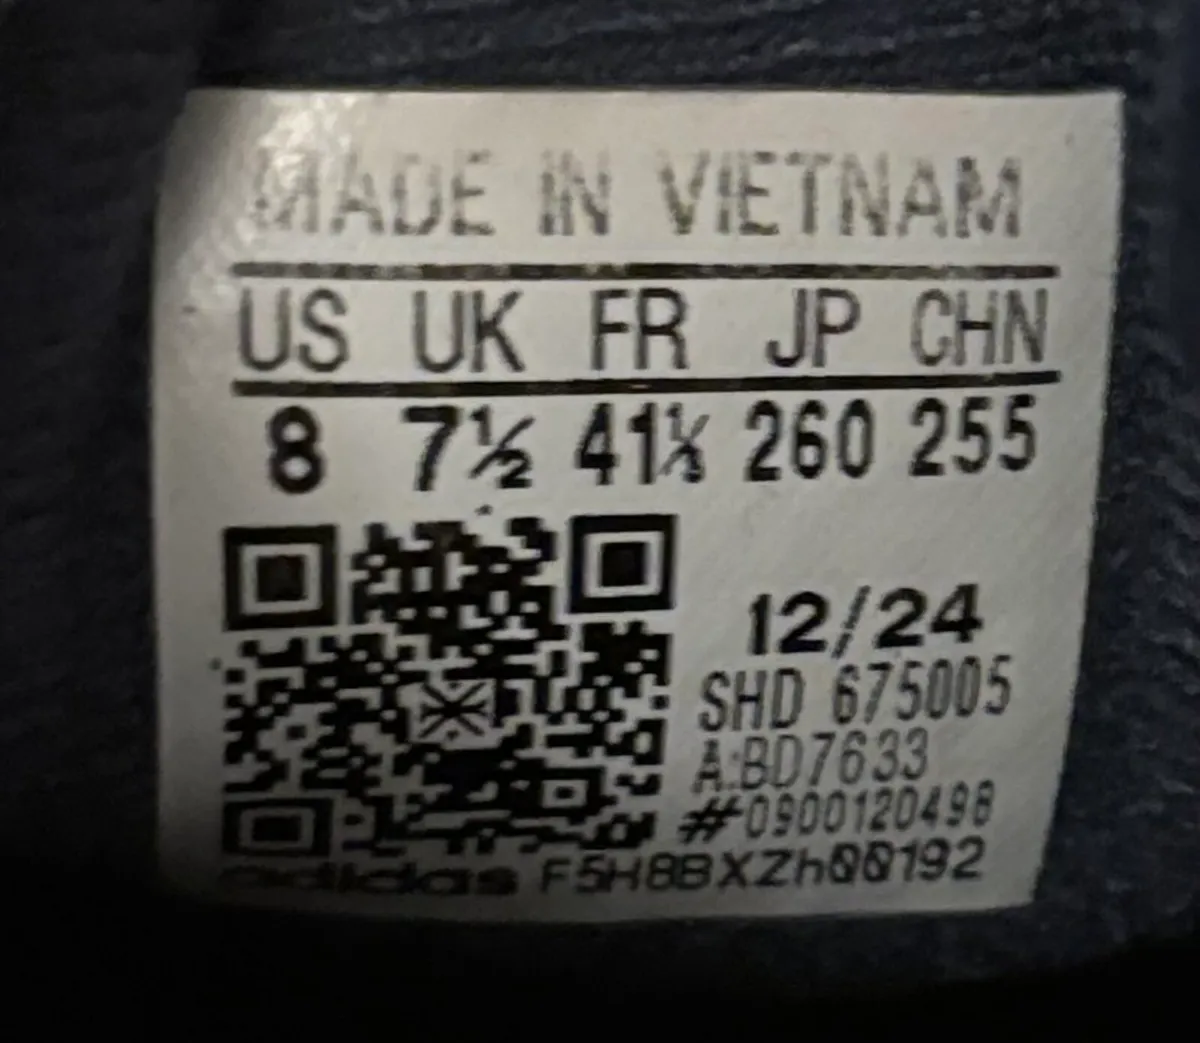 MADE IN VIETNAM
US UK FR JP CHN
8 7½ 41⅓ 260 255
12/24
SHD 675005
A:BD7633
#0900120498
adidas F5H8BXZh00192